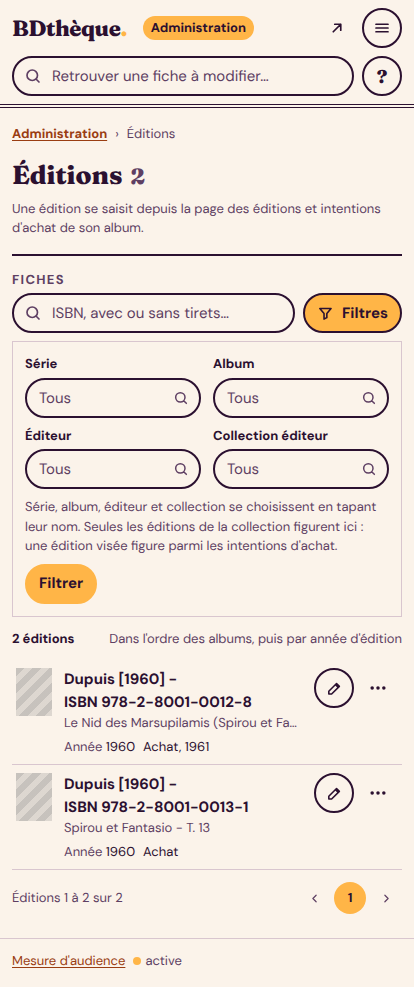 BDthèque.
Administration
Retrouver une fiche à modifier...
?
Administration › Éditions
Éditions 2
Une édition se saisit depuis la page des éditions et intentions
d'achat de son album.
FICHES
ISBN, avec ou sans tirets...
Filtres
Série
Album
Tous
Tous
Éditeur
Collection éditeur
Tous
Tous
Série, album, éditeur et collection se choisissent en tapant
leur nom. Seules les éditions de la collection figurent ici :
une édition visée figure parmi les intentions d'achat.
Filtrer
2 éditions
Dans l'ordre des albums, puis par année d'édition
Dupuis [1960] -
ISBN 978-2-8001-0012-8
Le Nid des Marsupilamis (Spirou et Fa...
Année 1960 Achat, 1961
Dupuis [1960] -
ISBN 978-2-8001-0013-1
Spirou et Fantasio - T. 13
Année 1960 Achat
Éditions 1 à 2 sur 2
‹ 1 ›
Mesure d'audience
active